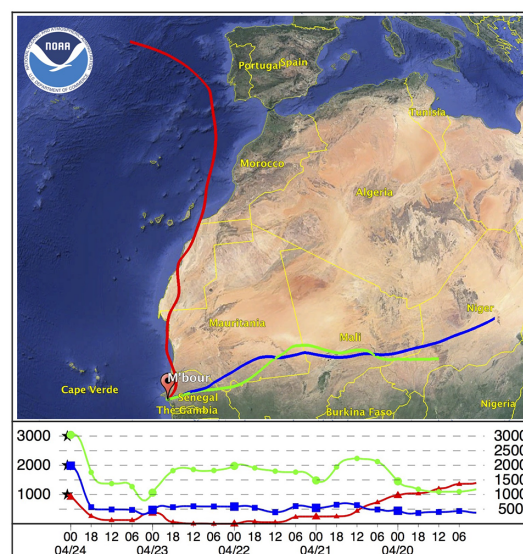 NOAA
Portugal
Spain
Tunisia
Morocco
Algeria
Niger
Mauritania
Mali
M'bour
Cape Verde
Senegal
The Gambia
Burkina Faso
Nigeria
3000
2000
1000
3000
2500
2000
1500
1000
500
00 18 12 06 00 18 12 06 00 18 12 06 00 18 12 06 00 18 12 06
04/24 04/23 04/22 04/21 04/20